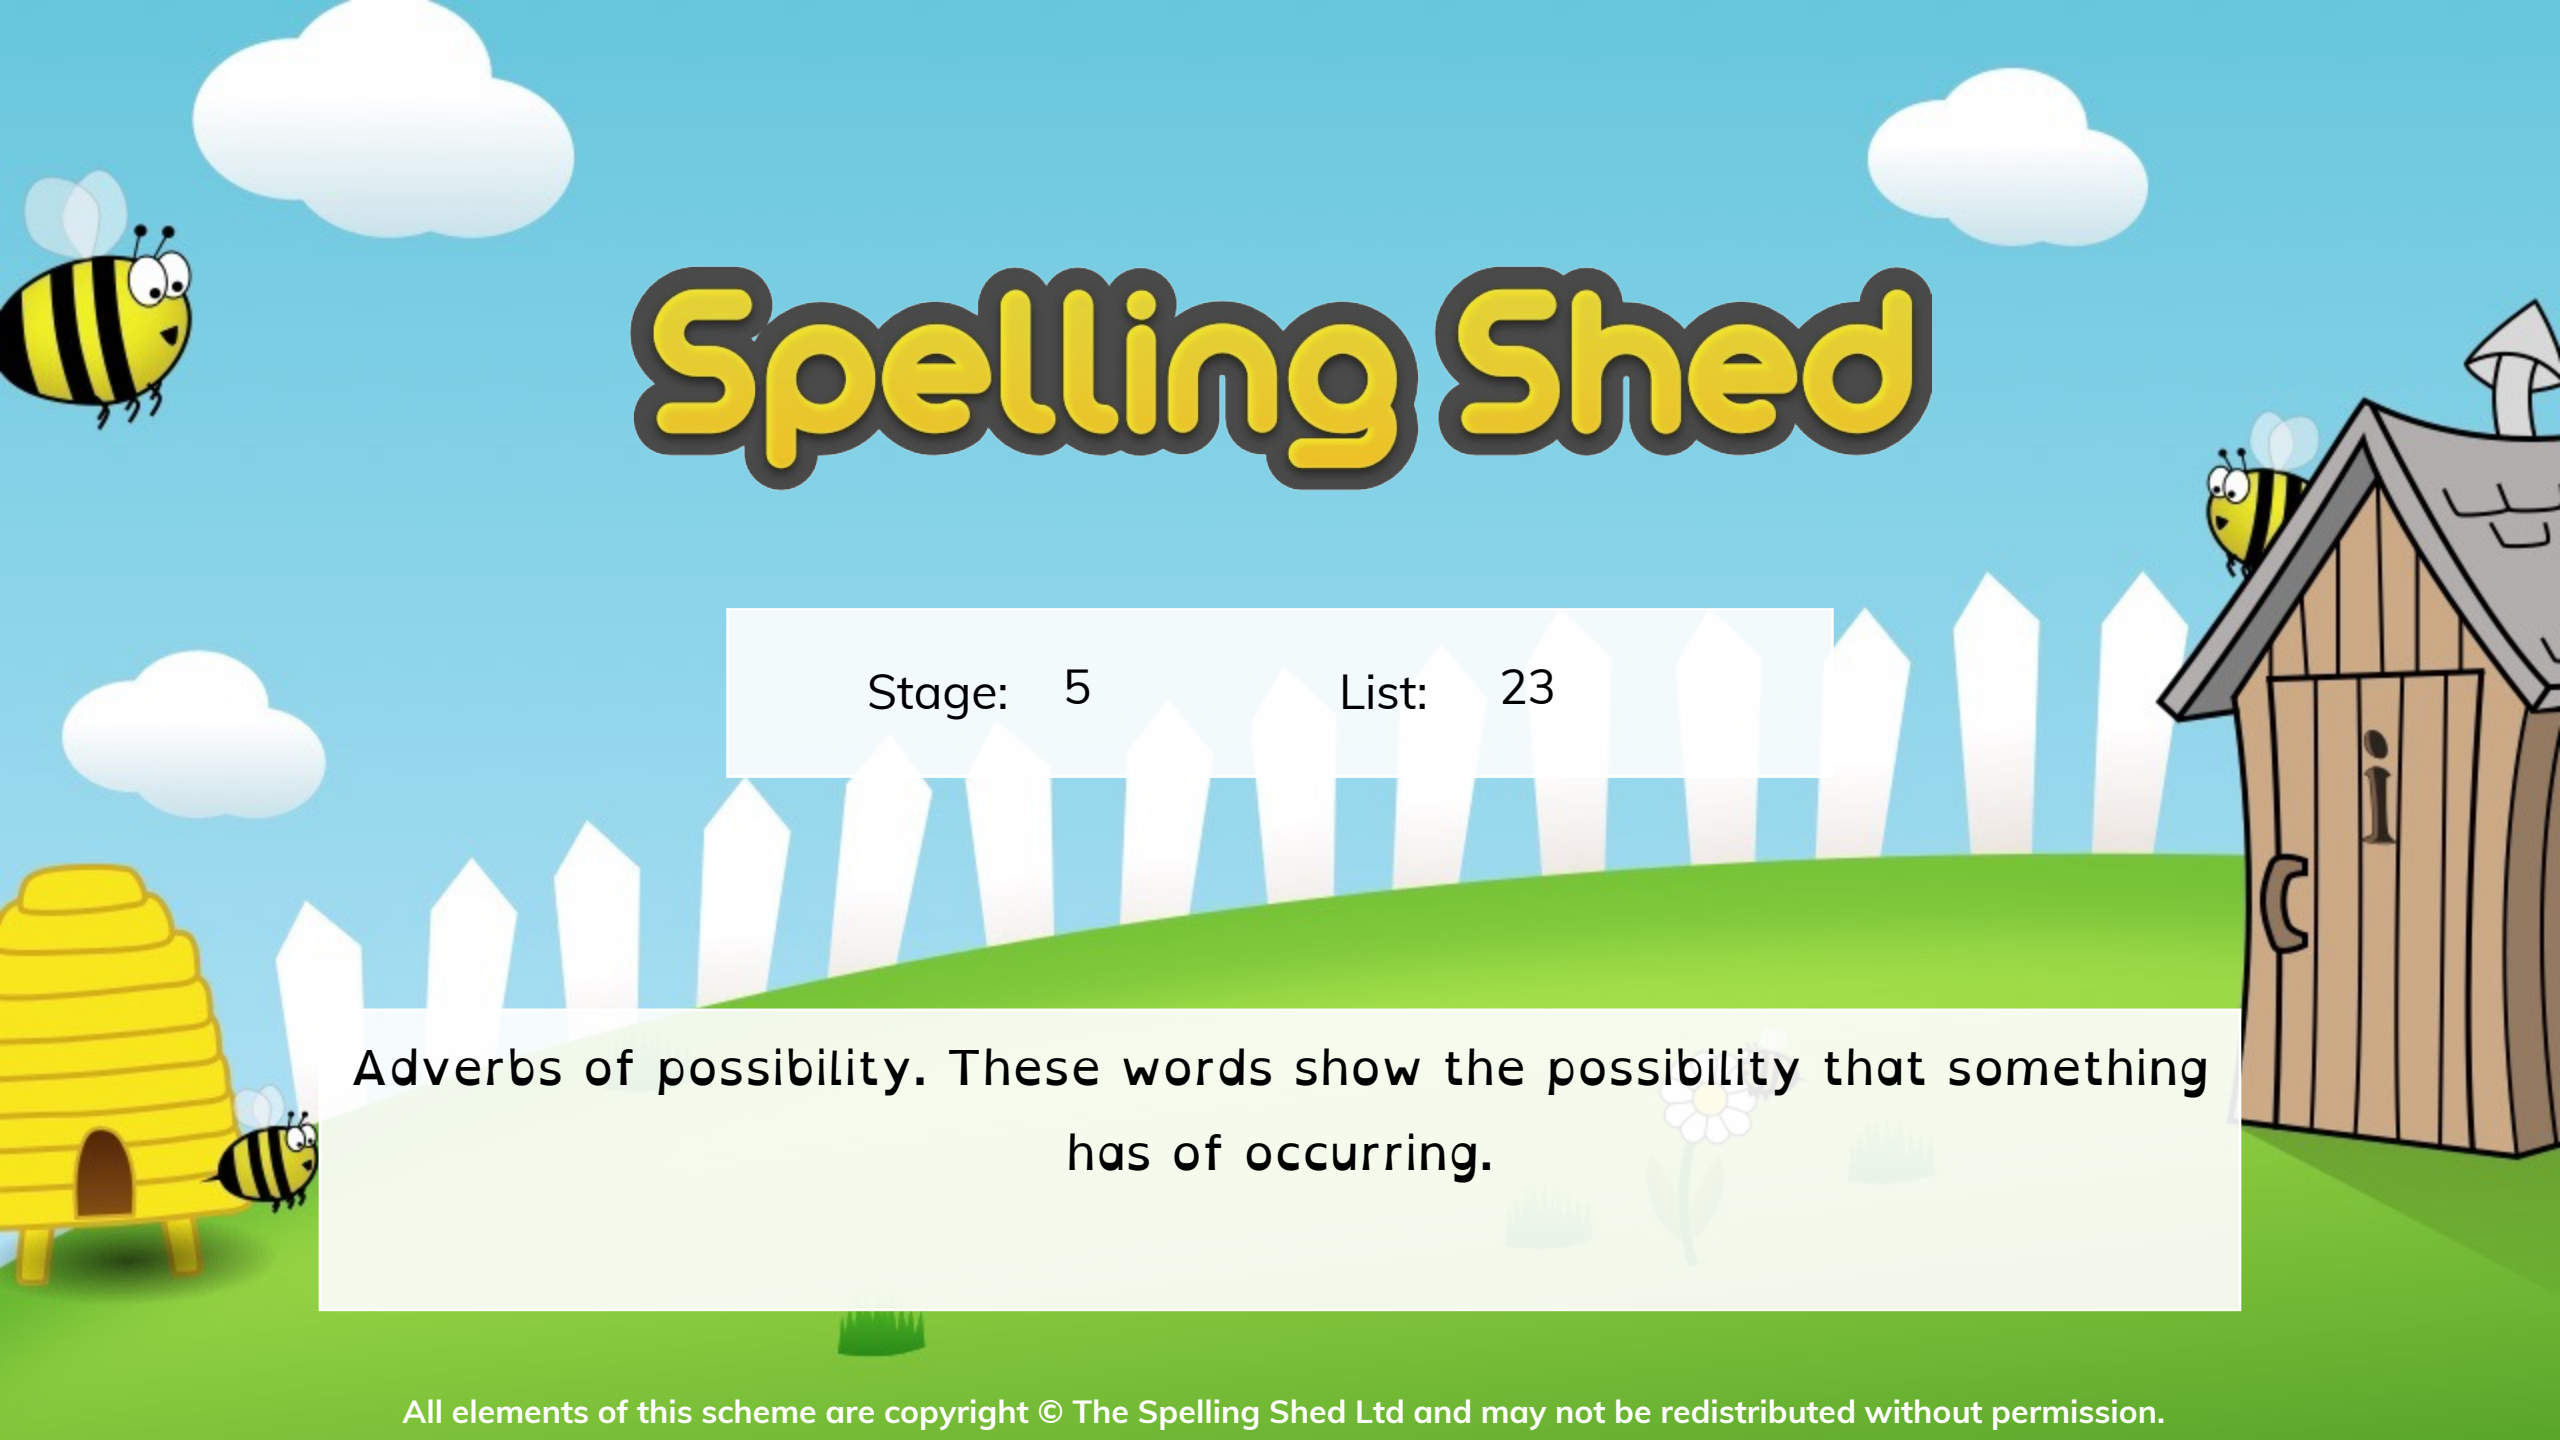 Spelling Shed
Stage: 5 List: 23
i
Adverbs of possibility. These words show the possibility that something
has of occurring.
All elements of this scheme are copyright © The Spelling Shed Ltd and may not be redistributed without permission.